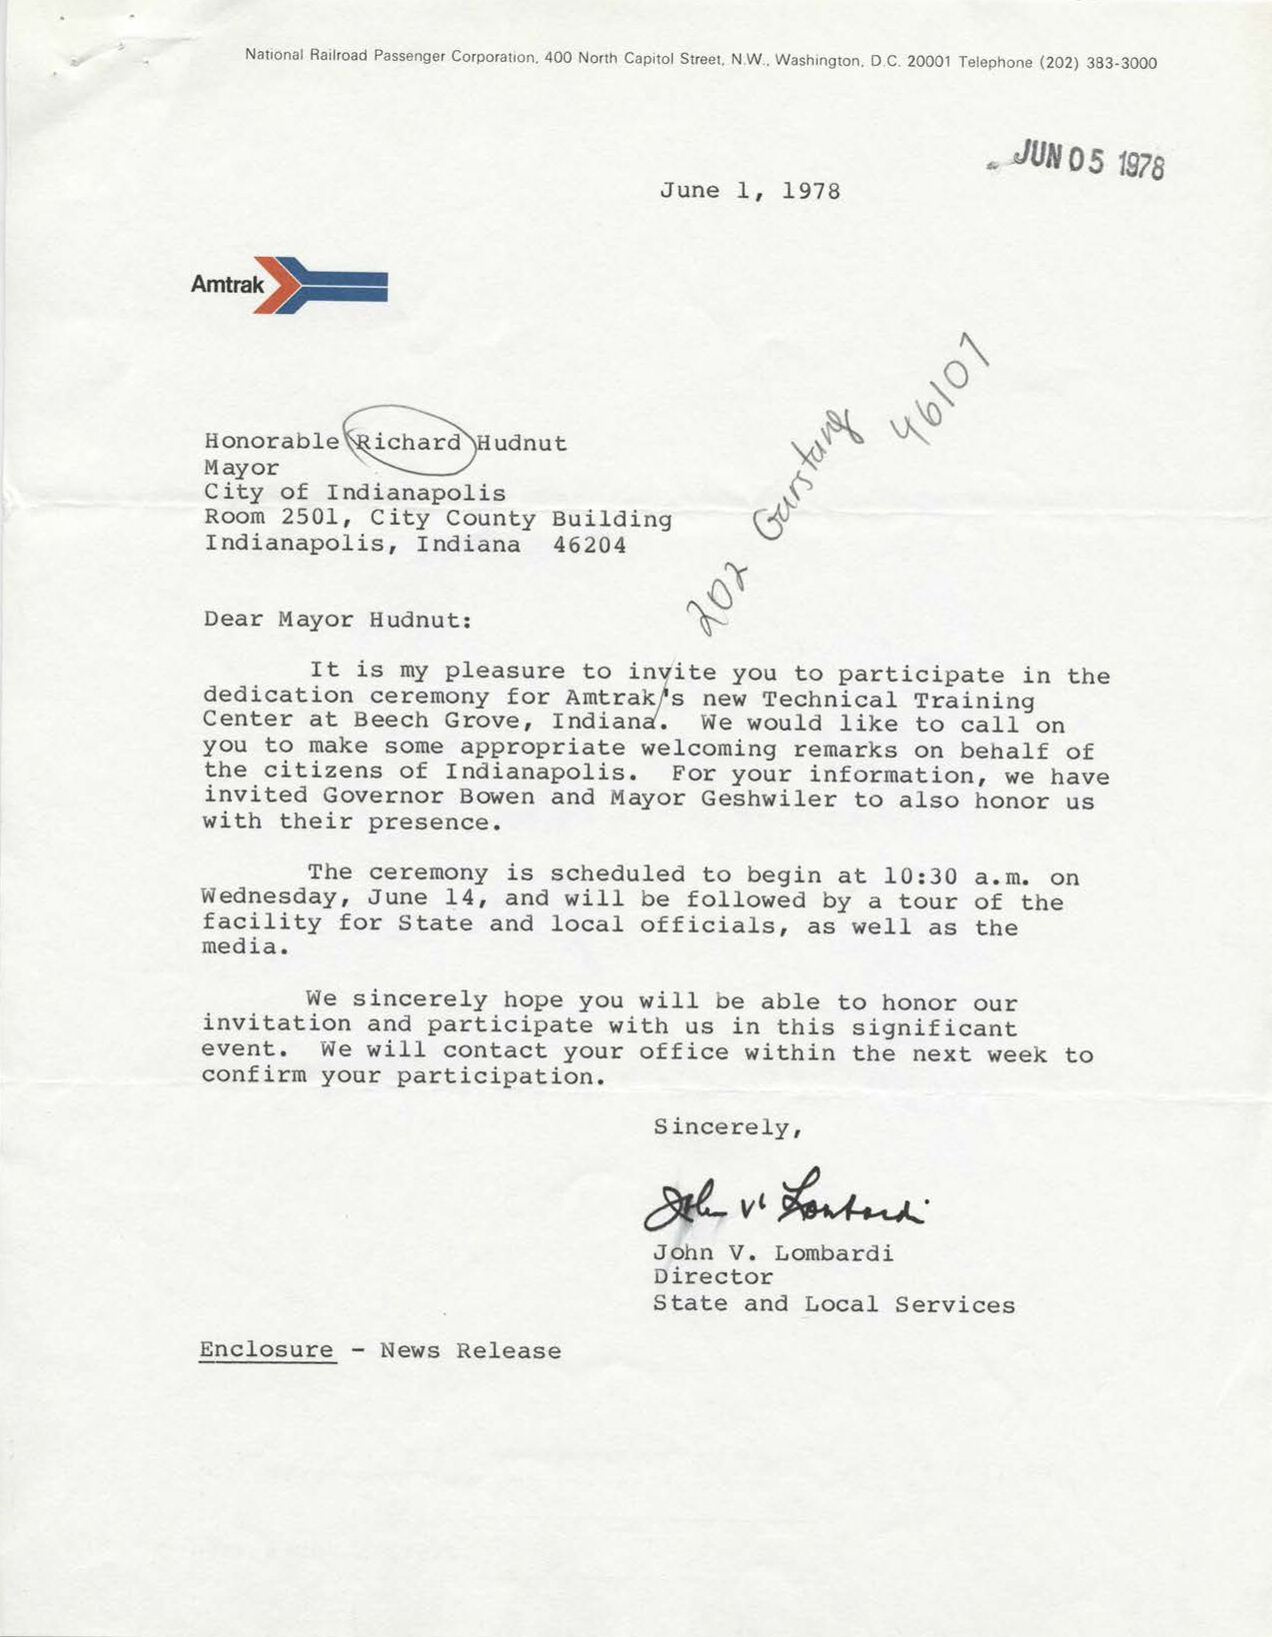 National Railroad Passenger Corporation, 400 North Capitol Street, N.W., Washington, D.C. 20001 Telephone (202) 383-3000
JUN 05 1978
June 1, 1978
Amtrak
46107
202 Garstang
Honorable Richard Hudnut
Mayor
City of Indianapolis
Room 2501, City County Building
Indianapolis, Indiana 46204
Dear Mayor Hudnut:
It is my pleasure to invite you to participate in the
dedication ceremony for Amtrak's new Technical Training
Center at Beech Grove, Indiana. We would like to call on
you to make some appropriate welcoming remarks on behalf of
the citizens of Indianapolis. For your information, we have
invited Governor Bowen and Mayor Geshwiler to also honor us
with their presence.
The ceremony is scheduled to begin at 10:30 a.m. on
Wednesday, June 14, and will be followed by a tour of the
facility for State and local officials, as well as the
media.
We sincerely hope you will be able to honor our
invitation and participate with us in this significant
event. We will contact your office within the next week to
confirm your participation.
Sincerely,
John V. Lombardi
John V. Lombardi
Director
State and Local Services
Enclosure - News Release